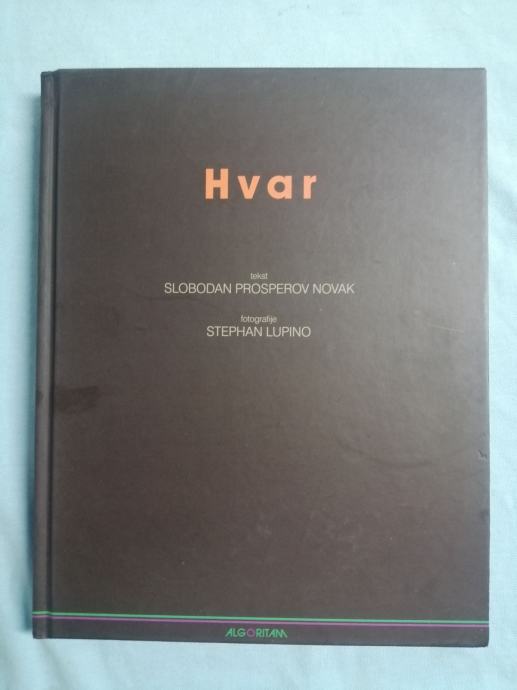 Hvar
tekst
SLOBODAN PROSPEROV NOVAK
fotografije
STEPHAN LUPINO
ALGORITAM